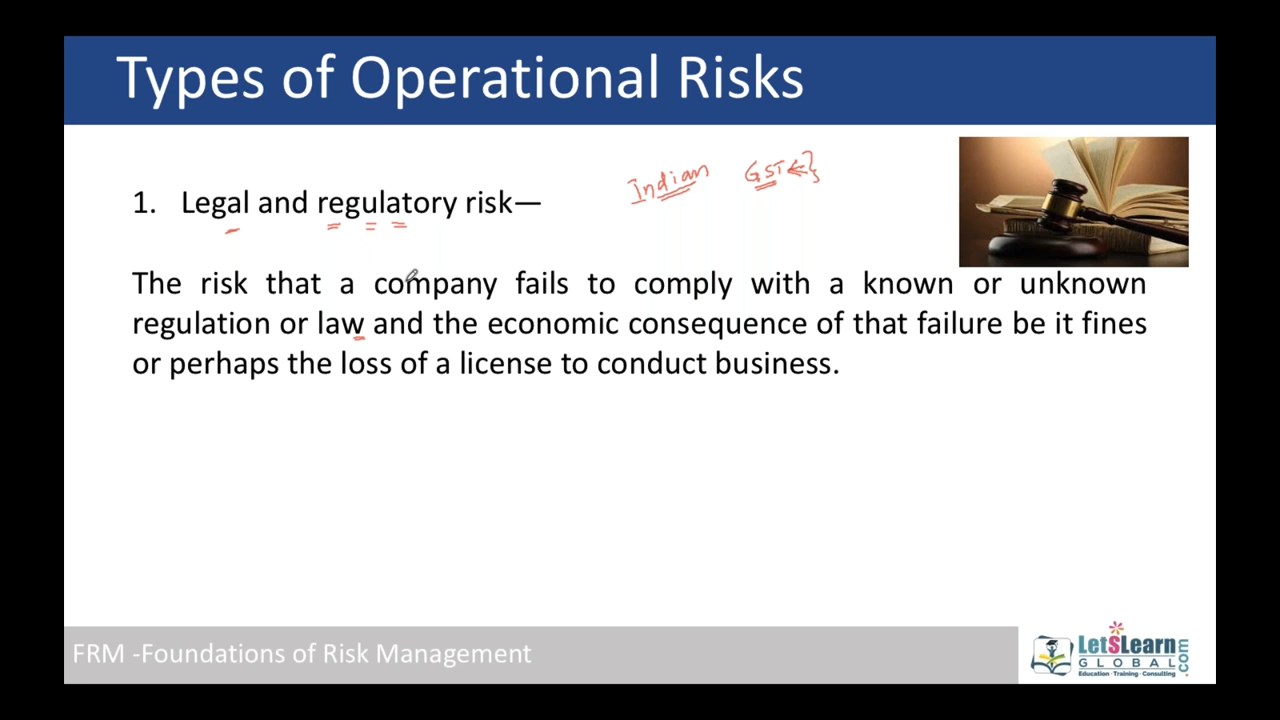 Types of Operational Risks
Indian GST
1. Legal and regulatory risk—
The risk that a company fails to comply with a known or unknown
regulation or law and the economic consequence of that failure be it fines
or perhaps the loss of a license to conduct business.
FRM -Foundations of Risk Management
LetSLearn
GLOBAL
.com
Education · Training · Consulting